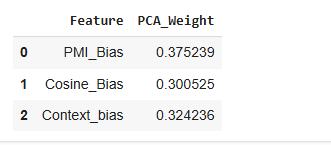 Feature PCA_Weight
0 PMI_Bias 0.375239
1 Cosine_Bias 0.300525
2 Context_bias 0.324236